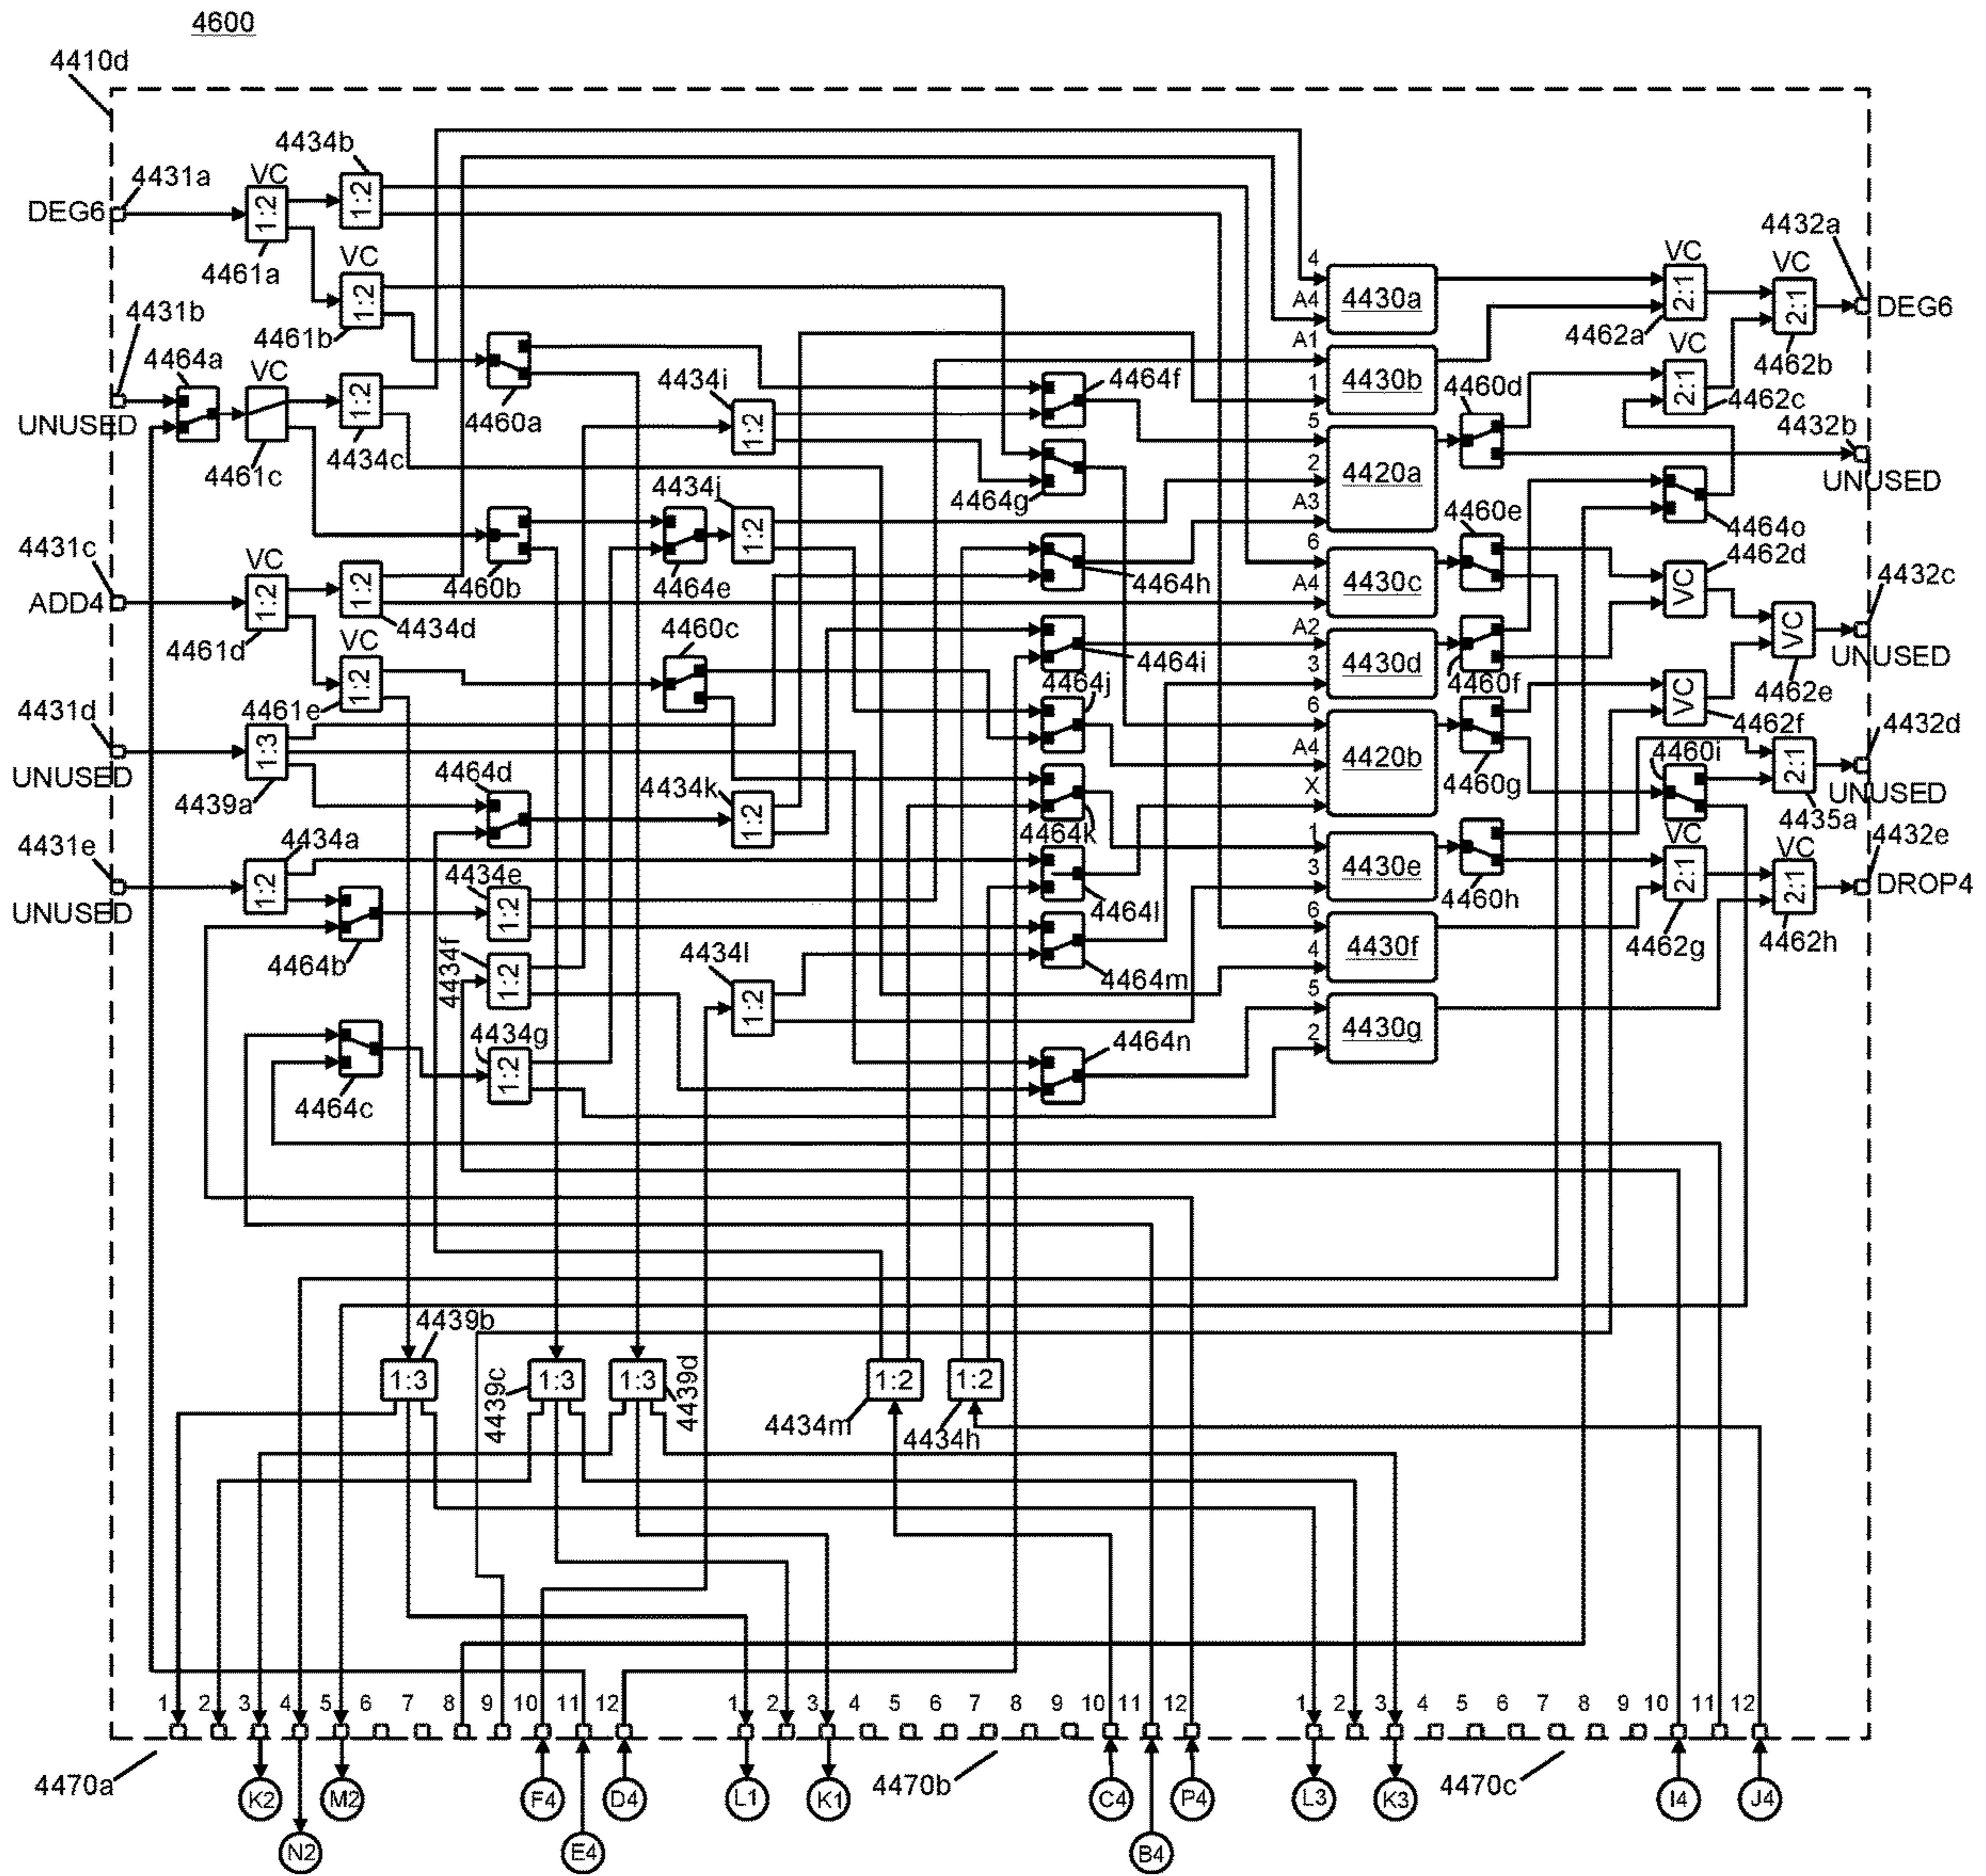 4600
4410d
4431a
DEG6
VC
1:2
4461a
4434b
1:2
VC
1:2
4461b
4431b
UNUSED
4464a
VC
4461c
1:2
4434c
4460a
4434i
1:2
4464f
4464g
4460b
4464e
4434j
1:2
4464h
4431c
ADD4
VC
1:2
4461d
1:2
4434d
VC
1:2
4461e
4460c
4464i
4464j
4431d
UNUSED
1:3
4439a
4464d
4434k
1:2
4464k
4431e
UNUSED
4434a
1:2
4464b
4434e
1:2
4464l
4434f
1:2
4434l
1:2
4464m
4464c
4434g
1:2
4464n
4
A4
4430a
A1
1
4430b
5
2
A3
4420a
6
A4
4430c
A2
3
4430d
6
A4
X
4420b
1
3
4430e
6
4
4430f
5
2
4430g
VC
2:1
4462a
VC
2:1
4462b
4432a
DEG6
4460d
VC
2:1
4462c
4432b
UNUSED
4460e
4464o
VC
4462d
4432c
VC
UNUSED
4462e
4460f
VC
4462f
4460g
4460i
4432d
2:1
UNUSED
4435a
4460h
VC
2:1
4462g
VC
2:1
4462h
4432e
DROP4
4439b
1:3
4439c
1:3
1:3
4439d
1:2
4434m
1:2
4434h
1 2 3 4 5 6 7 8 9 10 11 12
1 2 3 4 5 6 7 8 9 10 11 12
1 2 3 4 5 6 7 8 9 10 11 12
4470a
4470b
4470c
K2
M2
F4
D4
L1
K1
C4
P4
L3
K3
I4
J4
N2
E4
B4